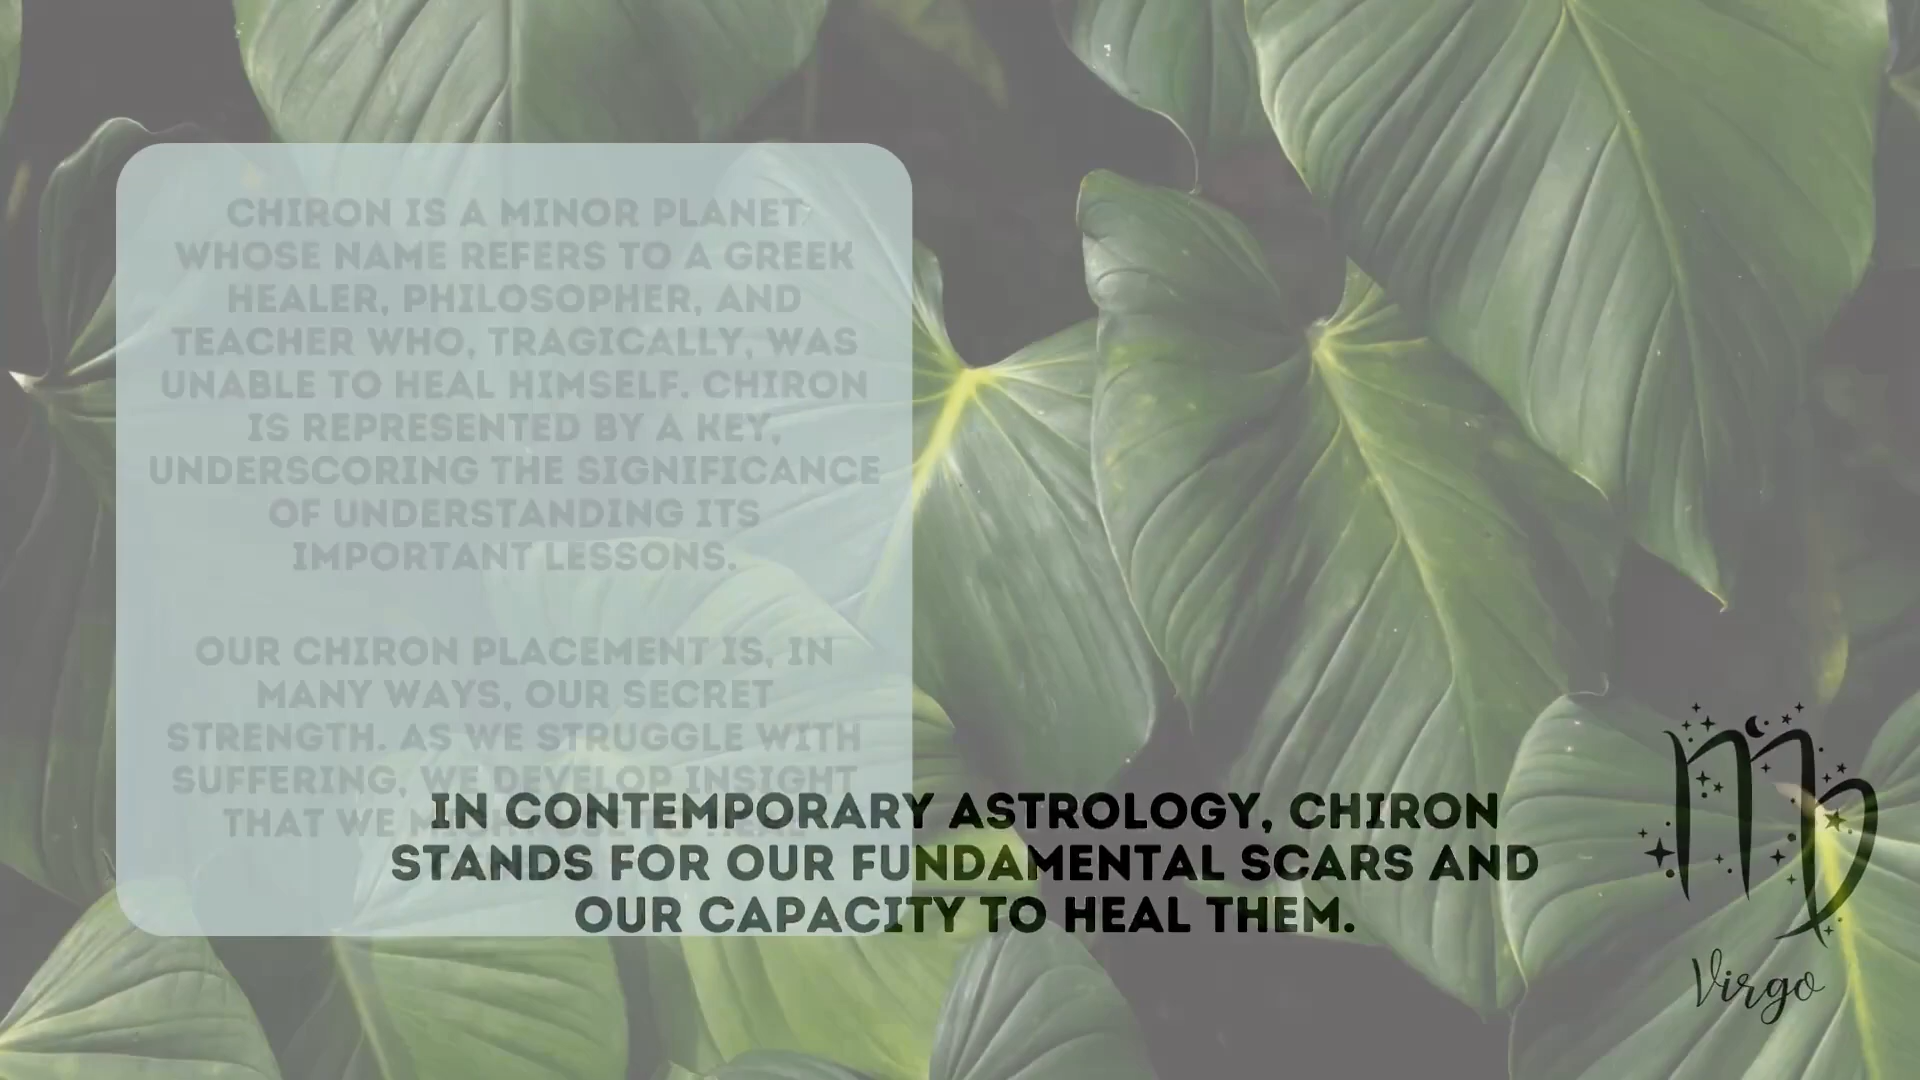 CHIRON IS A MINOR PLANET
WHOSE NAME REFERS TO A GREEK
HEALER, PHILOSOPHER, AND
TEACHER WHO, TRAGICALLY, WAS
UNABLE TO HEAL HIMSELF. CHIRON
IS REPRESENTED BY A KEY,
UNDERSCORING THE SIGNIFICANCE
OF UNDERSTANDING ITS
IMPORTANT LESSONS.
OUR CHIRON PLACEMENT IS, IN
MANY WAYS, OUR SECRET
STRENGTH. AS WE STRUGGLE WITH
SUFFERING, WE DEVELOP INSIGHT
THAT WE
IN CONTEMPORARY ASTROLOGY, CHIRON
STANDS FOR OUR FUNDAMENTAL SCARS AND
OUR CAPACITY TO HEAL THEM.
Virgo